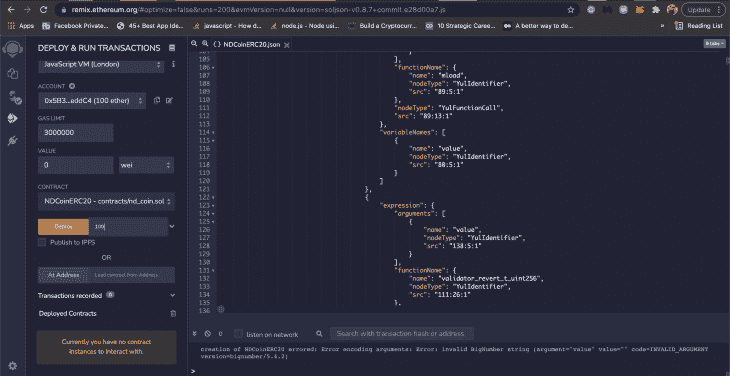 remix.ethereum.org/#optimize=false&runs=200&evmVersion=null&version=soljson-v0.8.7+commit.e28d00a7.js
Update
Apps
Facebook Private...
45+ Best App Ide...
javascript - How d...
node.js - Node usi...
Build a Cryptocurr...
10 Strategic Career...
A better way to de...
»
Reading List
DEPLOY & RUN TRANSACTIONS
JavaScript VM (London)
ACCOUNT
0x5B3...eddC4 (100 ether)
GAS LIMIT
3000000
VALUE
0
wei
CONTRACT
NDCoinERC20 - contracts/nd_coin.sol
Deploy
100
Publish to IPFS
OR
At Address
Load contract from Address
Transactions recorded
0
Deployed Contracts
Currently you have no contract
instances to interact with.
NDCoinERC20.json
105 ],
106 "functionName": {
107 "name": "mload",
108 "nodeType": "YulIdentifier",
109 "src": "89:5:1"
110 },
111 "nodeType": "YulFunctionCall",
112 "src": "89:13:1"
113 },
114 "variableNames": [
115 {
116 "name": "value",
117 "nodeType": "YulIdentifier",
118 "src": "80:5:1"
119 }
120 ]
121 },
122 {
123 "expression": {
124 "arguments": [
125 {
126 "name": "value",
127 "nodeType": "YulIdentifier",
128 "src": "138:5:1"
129 }
130 ],
131 "functionName": {
132 "name": "validator_revert_t_uint256",
133 "nodeType": "YulIdentifier",
134 "src": "111:26:1"
135 },
136
0
listen on network
Search with transaction hash or address
creation of NDCoinERC20 errored: Error encoding arguments: Error: invalid BigNumber string (argument="value" value="" code=INVALID_ARGUMENT
version=bignumber/5.4.2)
>